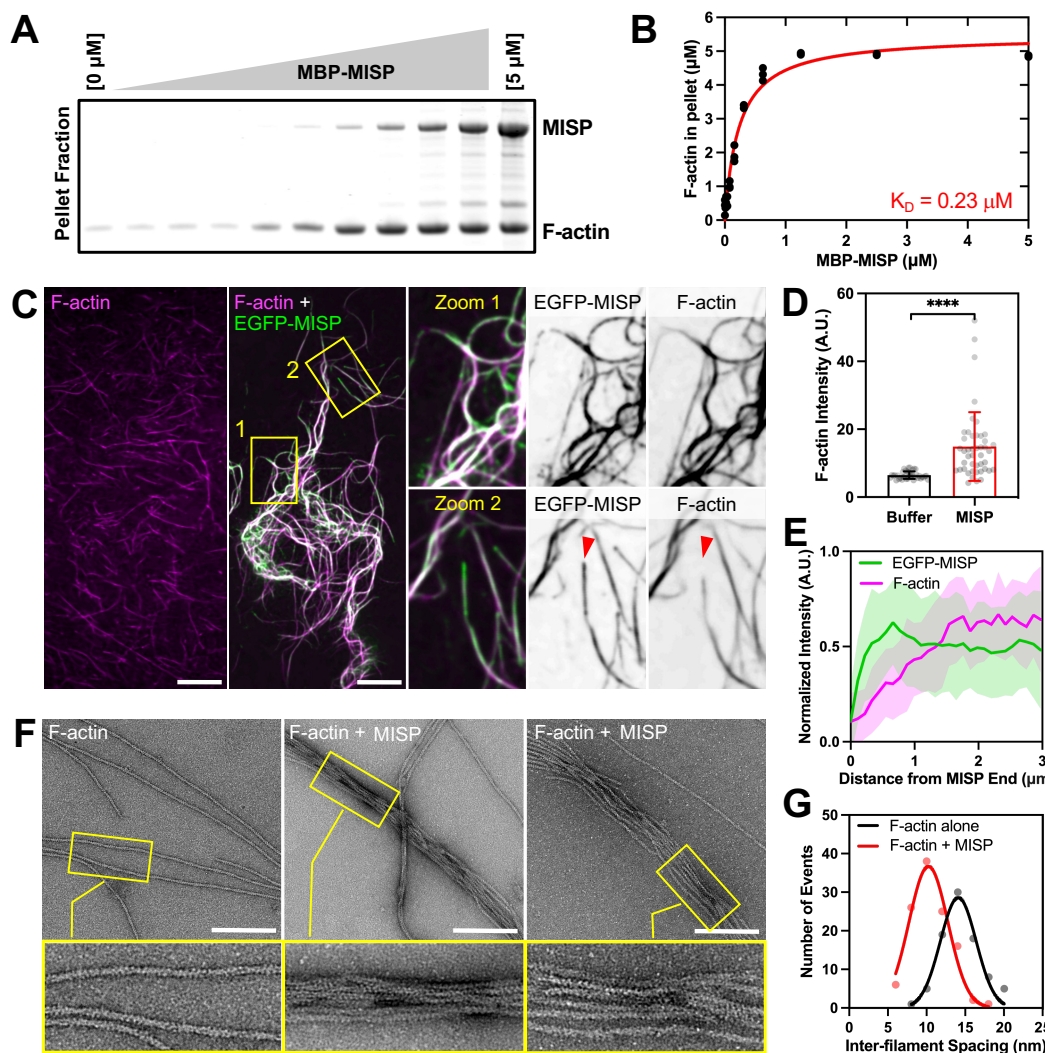 A
[0 µM]
MBP-MISP
[5 µM]
Pellet Fraction
MISP
F-actin
B
F-actin in pellet (µM)
6
5
4
3
2
1
0
K_D = 0.23 µM
0 1 2 3 4 5
MBP-MISP (µM)
C
F-actin
F-actin +
EGFP-MISP
2
1
Zoom 1
EGFP-MISP
F-actin
Zoom 2
EGFP-MISP
F-actin
D
F-actin Intensity (A.U.)
60
40
20
0
****
Buffer MISP
E
Normalized Intensity (A.U.)
1.0
0.5
0.0
EGFP-MISP
F-actin
0 1 2 3
Distance from MISP End (µm
F
F-actin
F-actin + MISP
F-actin + MISP
G
F-actin alone
F-actin + MISP
Number of Events
50
40
30
20
10
0
0 5 10 15 20 25
Inter-filament Spacing (nm)